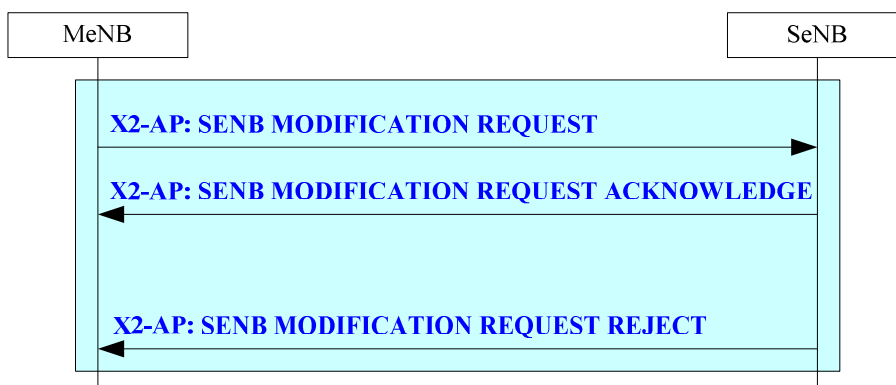 MeNB
SeNB
X2-AP: SENB MODIFICATION REQUEST
X2-AP: SENB MODIFICATION REQUEST ACKNOWLEDGE
X2-AP: SENB MODIFICATION REQUEST REJECT